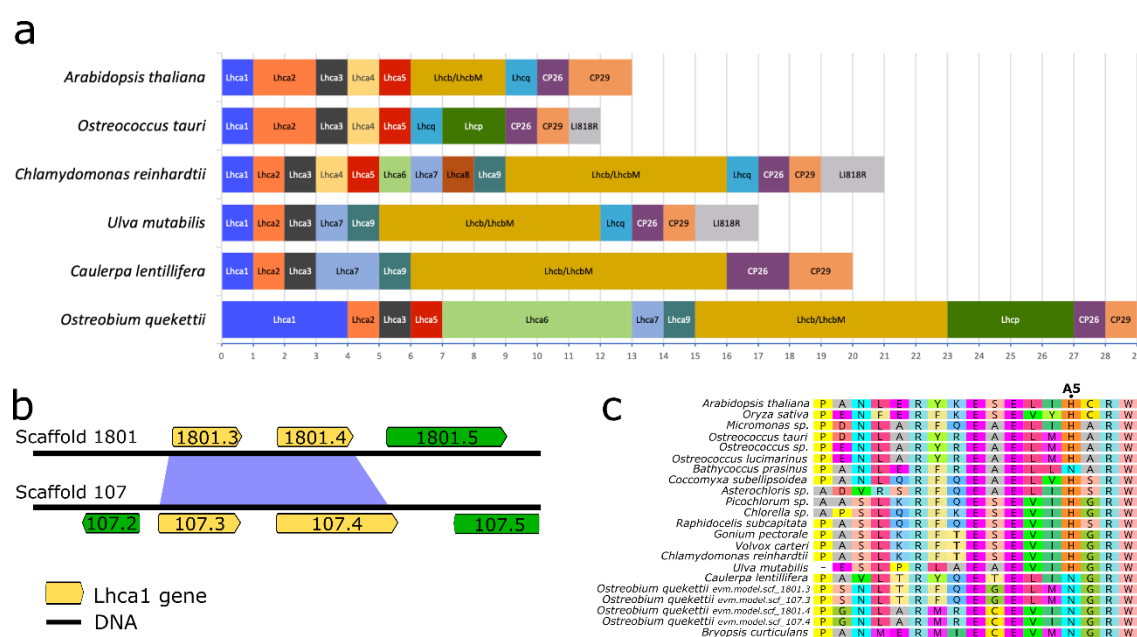 a
Arabidopsis thaliana Lhca1 Lhca2 Lhca3 Lhca4 Lhca5 Lhcb/LhcbM Lhcq CP26 CP29
Ostreococcus tauri Lhca1 Lhca2 Lhca3 Lhca4 Lhca5 Lhcq Lhcp CP26 CP29 LI818R
Chlamydomonas reinhardtii Lhca1 Lhca2 Lhca3 Lhca4 Lhca5 Lhca6 Lhca7 Lhca8 Lhca9 Lhcb/LhcbM Lhcq CP26 CP29 LI818R
Ulva mutabilis Lhca1 Lhca2 Lhca3 Lhca7 Lhca9 Lhcb/LhcbM Lhcq CP26 CP29 LI818R
Caulerpa lentillifera Lhca1 Lhca2 Lhca3 Lhca7 Lhca9 Lhcb/LhcbM CP26 CP29
Ostreobium quekettii Lhca1 Lhca2 Lhca3 Lhca5 Lhca6 Lhca7 Lhca9 Lhcb/LhcbM Lhcp CP26 CP29
0 1 2 3 4 5 6 7 8 9 10 11 12 13 14 15 16 17 18 19 20 21 22 23 24 25 26 27 28
b
Scaffold 1801 1801.3 1801.4 1801.5
Scaffold 107
107.2 107.3 107.4 107.5
Lhca1 gene
DNA
c
A5
Arabidopsis thaliana P A N L E R Y K E S E L I H C R W
Oryza sativa P E N F E R F K E S E V Y H C R W
Micromonas sp. P D N L A R F Q E A E L I H A R W
Ostreococcus tauri P D N L A R Y R E A E L M H A R W
Ostreococcus sp. P E N L A R Y R E A E L M H A R W
Ostreococcus lucimarinus P E N L A R Y R E A E L M H A R W
Bathycoccus prasinus P A N L E R F R E A E L L N A R W
Coccomyxa subellipsoidea P A N L Q R F Q E A E L V H S R W
Asterochloris sp. A D V R S R F Q E A E L I H S R W
Picochlorum sp. A A S L K R F Q E S E V I H G R W
Chlorella sp. A P S L Q R F K E A E V I H G R W
Raphidocelis subcapitata P A S L K R F Q E S E V I H S R W
Gonium pectorale P A S L K R F T E S E V I H G R W
Volvox carteri P A S L K R F T E S E V I H G R W
Chlamydomonas reinhardtii P A S L K R F T E S E V I H G R W
Ulva mutabilis - E S L P R L A E A E V I H G R W
Caulerpa lentillifera P A V L T R Y Q E T E L I N G R W
Ostreobium quekettii evm.model.scf_1801.3 P S N L T R F Q E G E L M N G R W
Ostreobium quekettii evm.model.scf_107.3 P S N L T R F Q E G E L M N G R W
Ostreobium quekettii evm.model.scf_1801.4 P G N L A R M R E C E V I N G R W
Ostreobium quekettii evm.model.scf_107.4 P G N L A R M R E C E V I N G R W
Bryopsis curticulans P A N M E R M I E C E V M N G R W